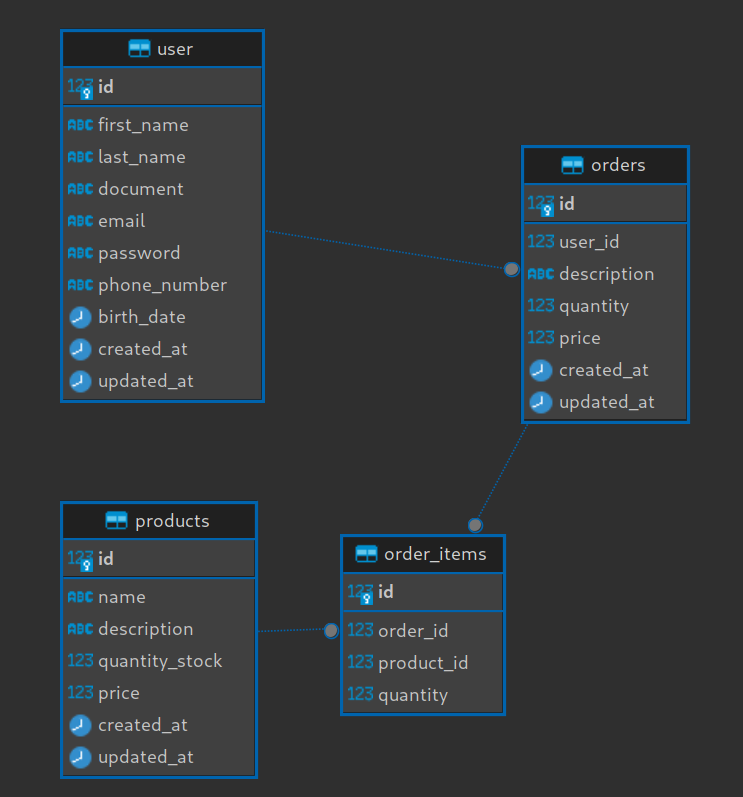 user
123 id
ABC first_name
ABC last_name
ABC document
ABC email
ABC password
ABC phone_number
birth_date
created_at
updated_at
orders
123 id
123 user_id
ABC description
123 quantity
123 price
created_at
updated_at
products
123 id
ABC name
ABC description
123 quantity_stock
123 price
created_at
updated_at
order_items
123 id
123 order_id
123 product_id
123 quantity